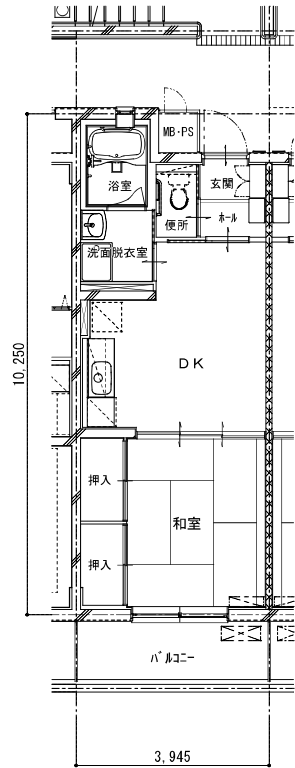 MB・PS
浴室
玄関
便所
ホール
洗面脱衣室
DK
10,250
押入
和室
押入
バルコニー
3,945